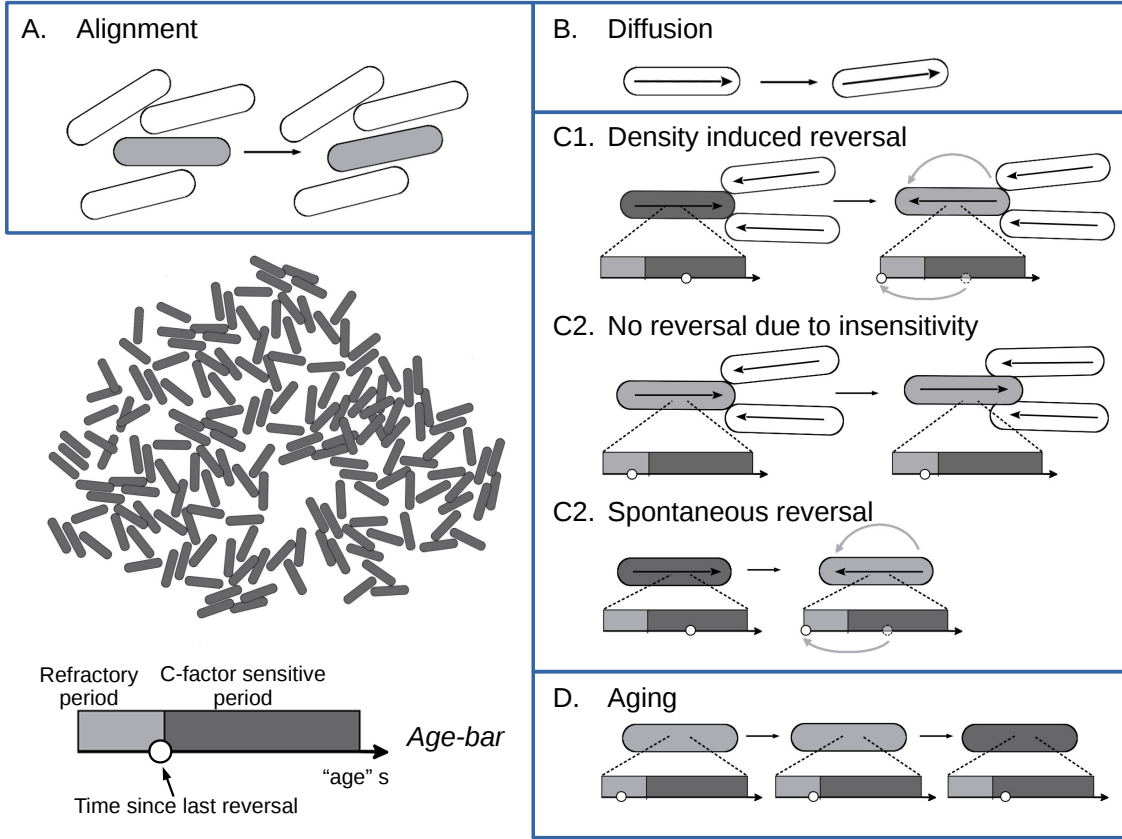 A. Alignment
B. Diffusion
C1. Density induced reversal
C2. No reversal due to insensitivity
C2. Spontaneous reversal
Refractory
period
C-factor sensitive
period
Age-bar
“age” s
Time since last reversal
D. Aging